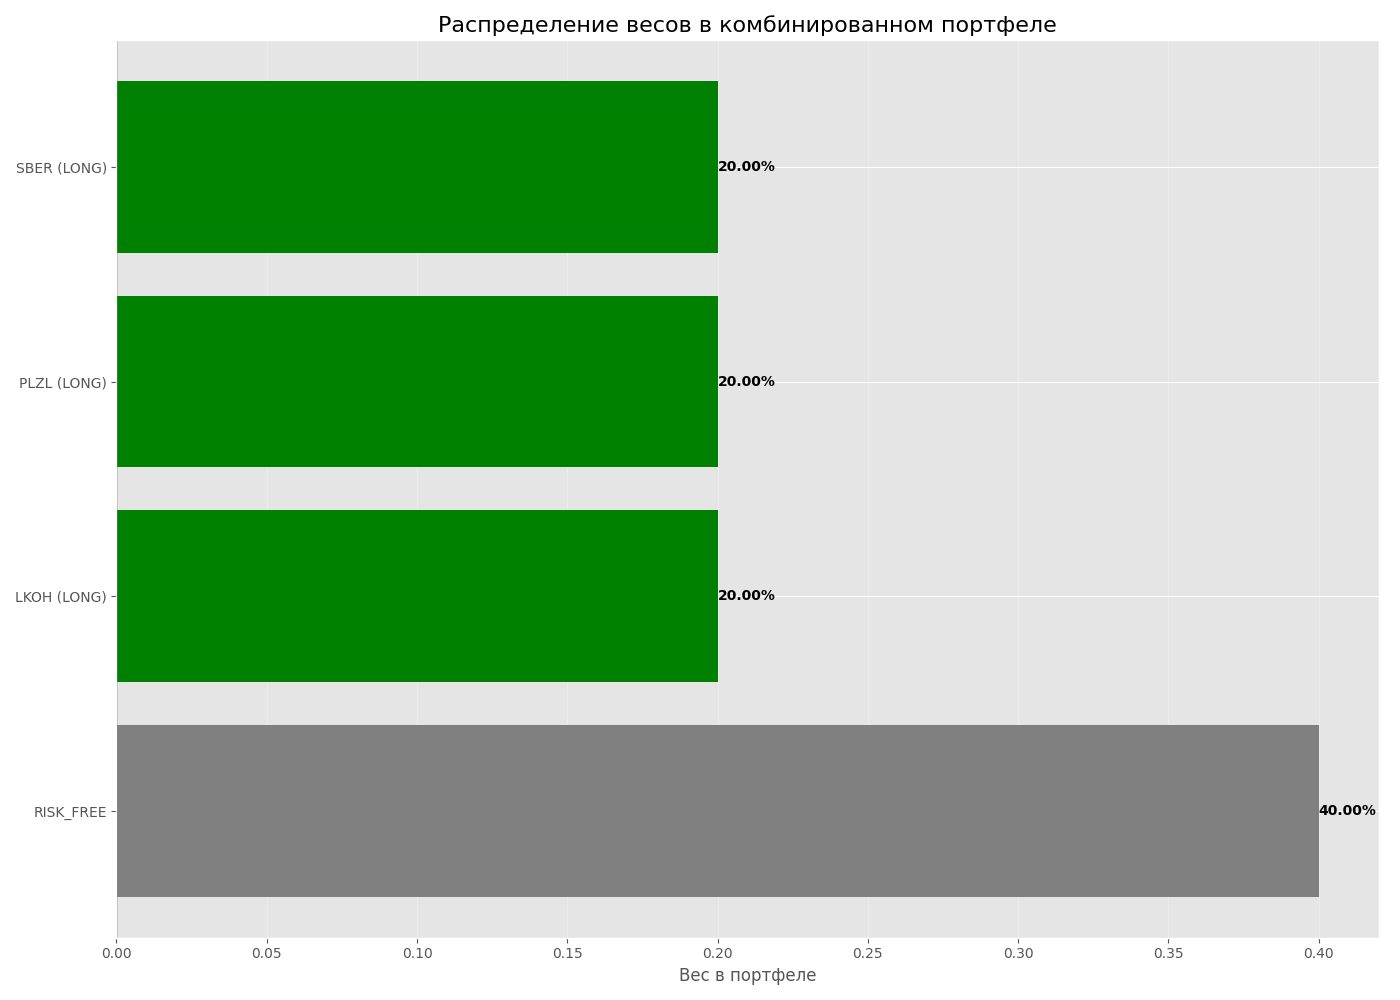 Распределение весов в комбинированном портфеле
SBER (LONG)
20.00%
PLZL (LONG)
20.00%
LKOH (LONG)
20.00%
RISK_FREE
40.00%
0.00 0.05 0.10 0.15 0.20 0.25 0.30 0.35 0.40
Вес в портфеле